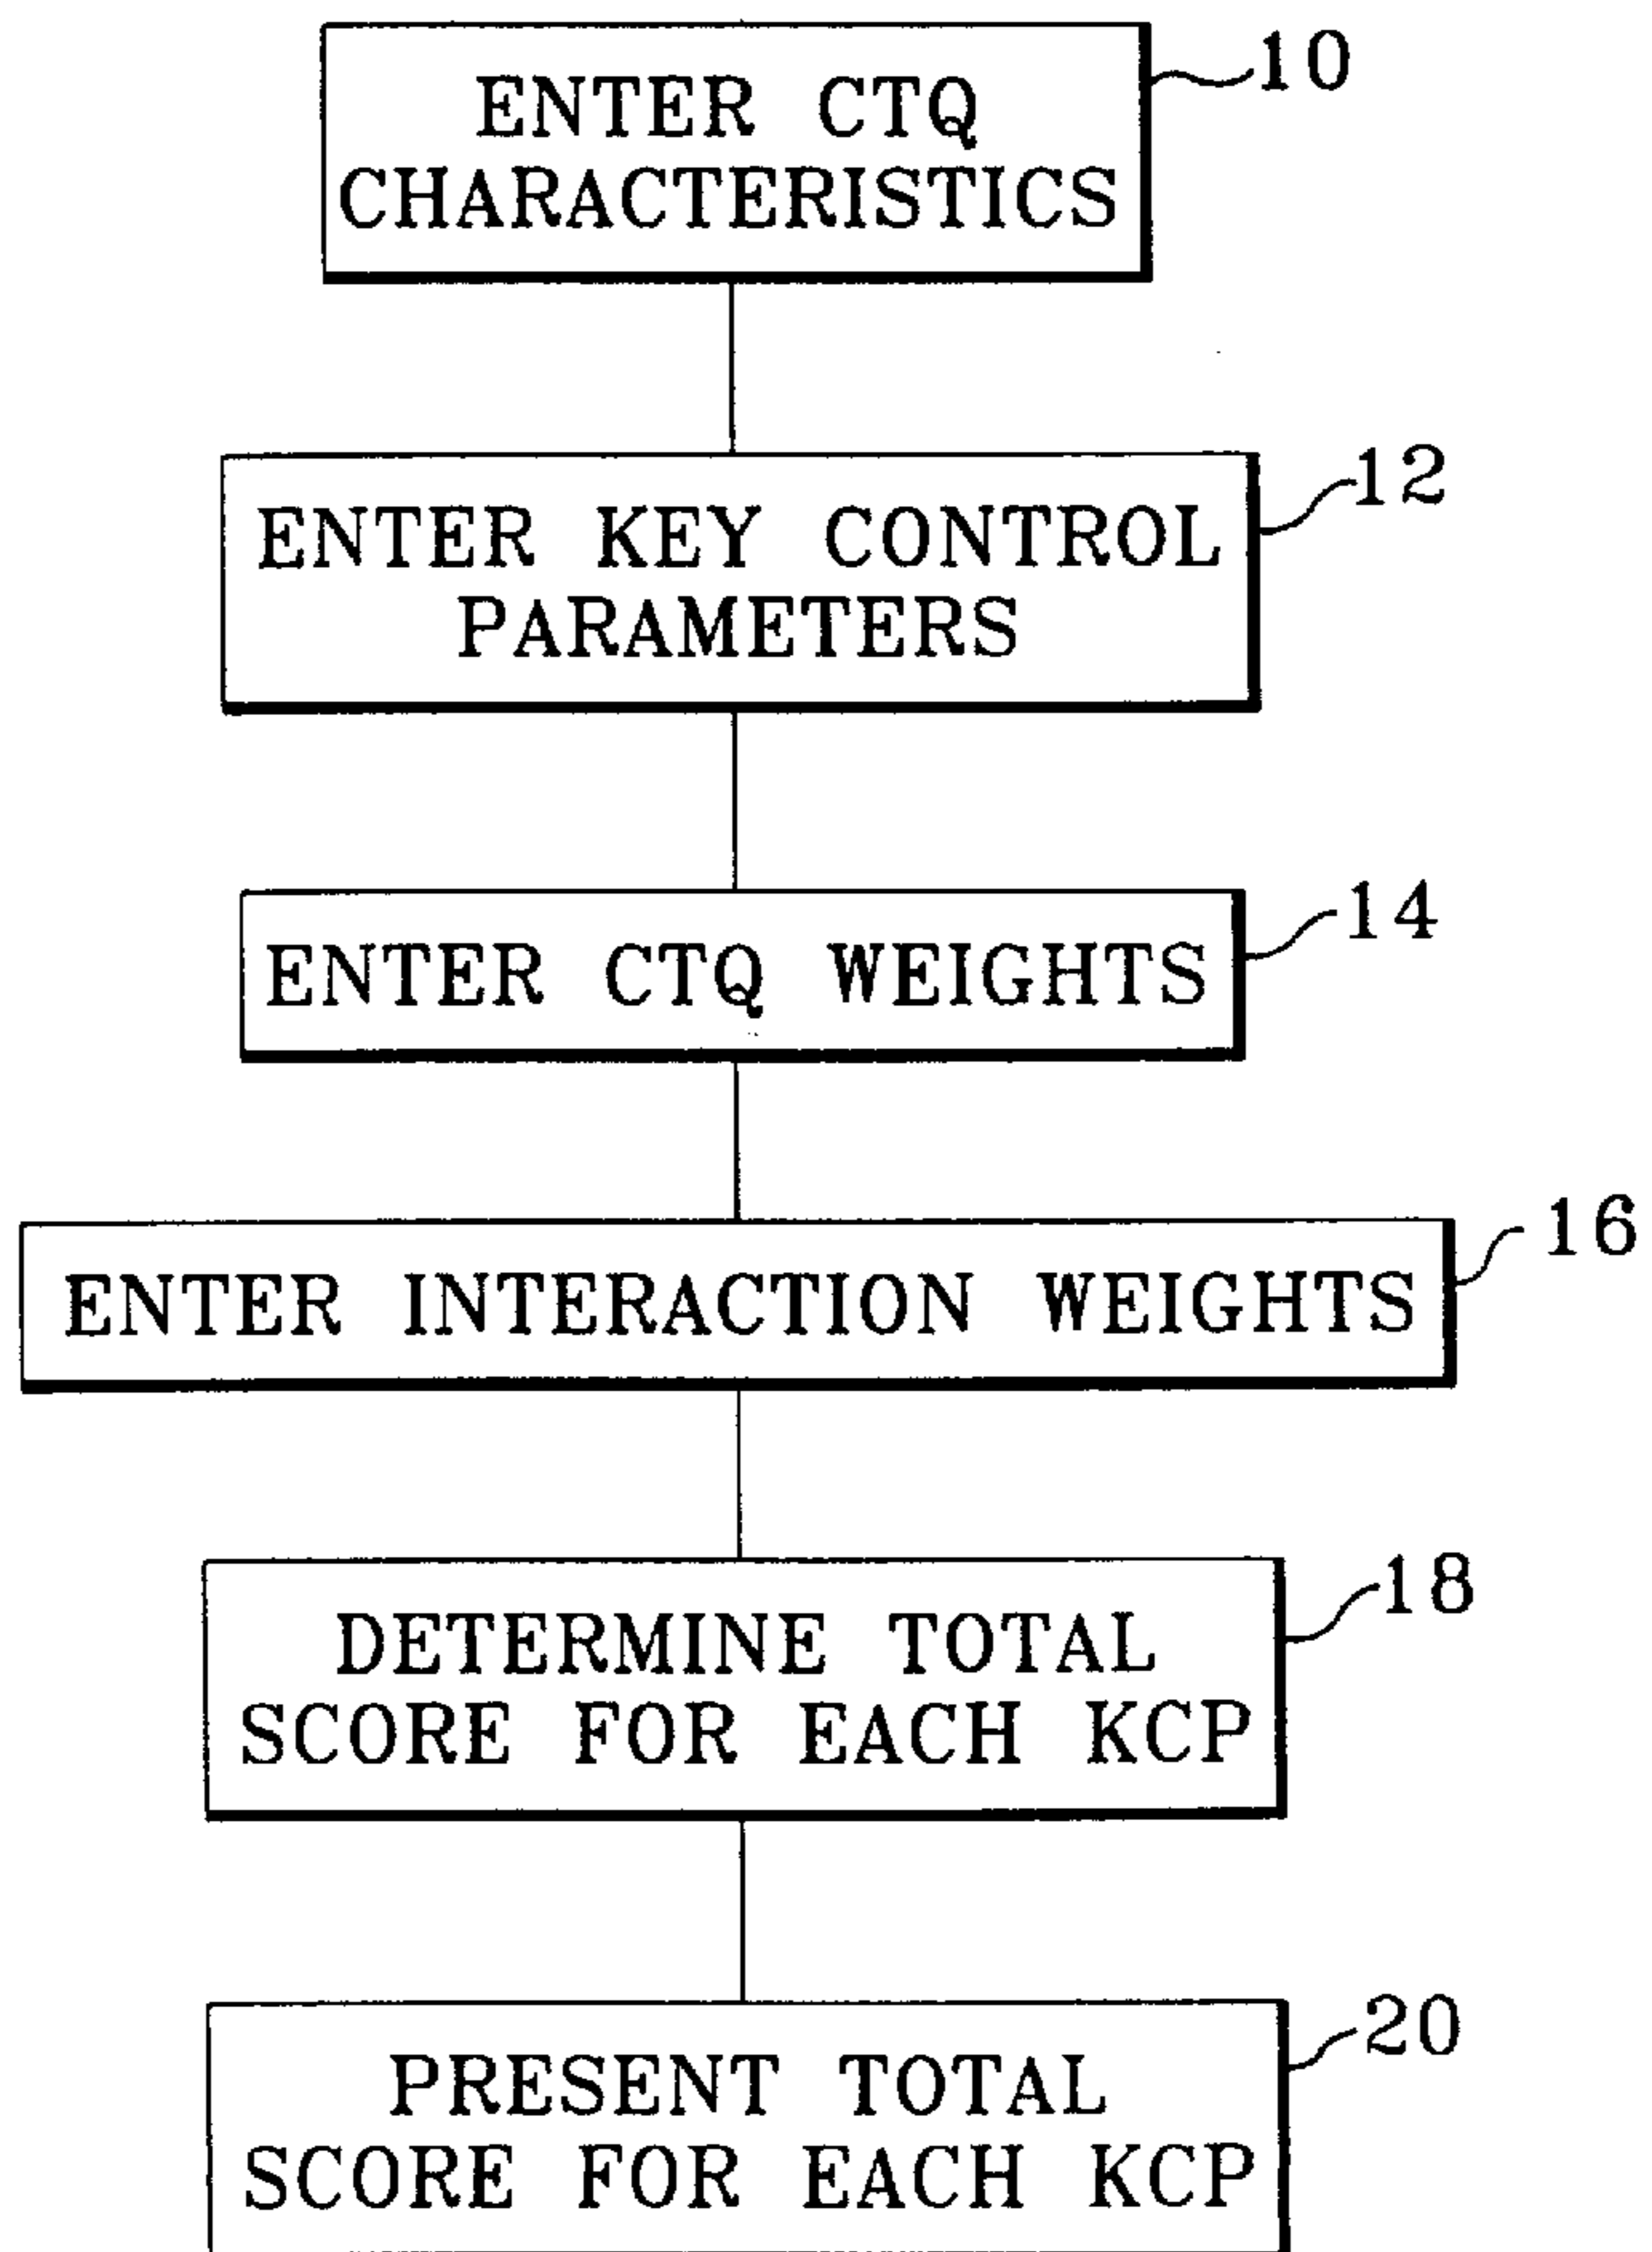 ENTER CTQ
CHARACTERISTICS
10
ENTER KEY CONTROL
PARAMETERS
12
ENTER CTQ WEIGHTS
14
ENTER INTERACTION WEIGHTS
16
DETERMINE TOTAL
SCORE FOR EACH KCP
18
PRESENT TOTAL
SCORE FOR EACH KCP
20